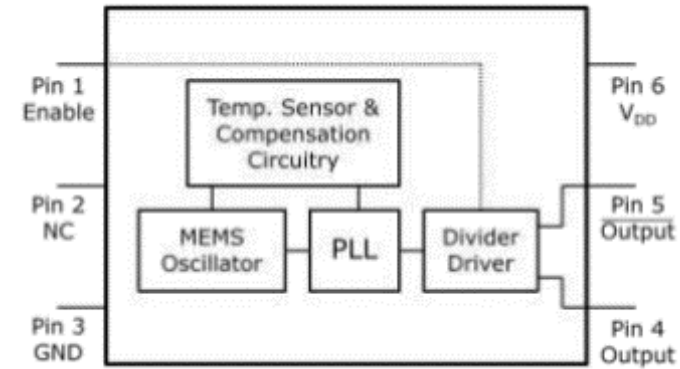 Pin 1
Enable
Pin 2
NC
Pin 3
GND
Temp. Sensor &
Compensation
Circuitry
MEMS
Oscillator
PLL
Divider
Driver
Pin 6
VDD
Pin 5
Output
Pin 4
Output